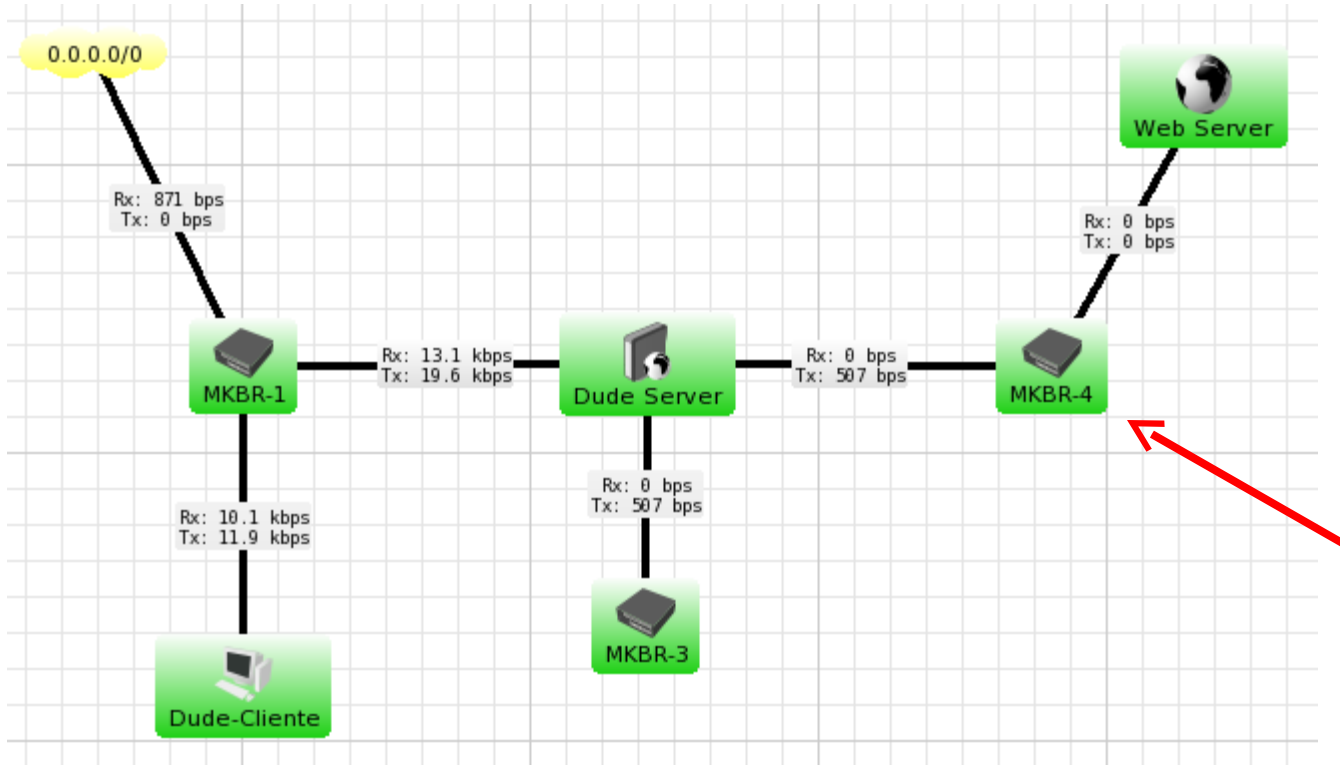 0.0.0.0/0
Web Server
Rx: 871 bps
Tx: 0 bps
Rx: 0 bps
Tx: 0 bps
MKBR-1
Rx: 13.1 kbps
Tx: 19.6 kbps
Dude Server
Rx: 0 bps
Tx: 507 bps
MKBR-4
Rx: 10.1 kbps
Tx: 11.9 kbps
Rx: 0 bps
Tx: 507 bps
MKBR-3
Dude-Cliente